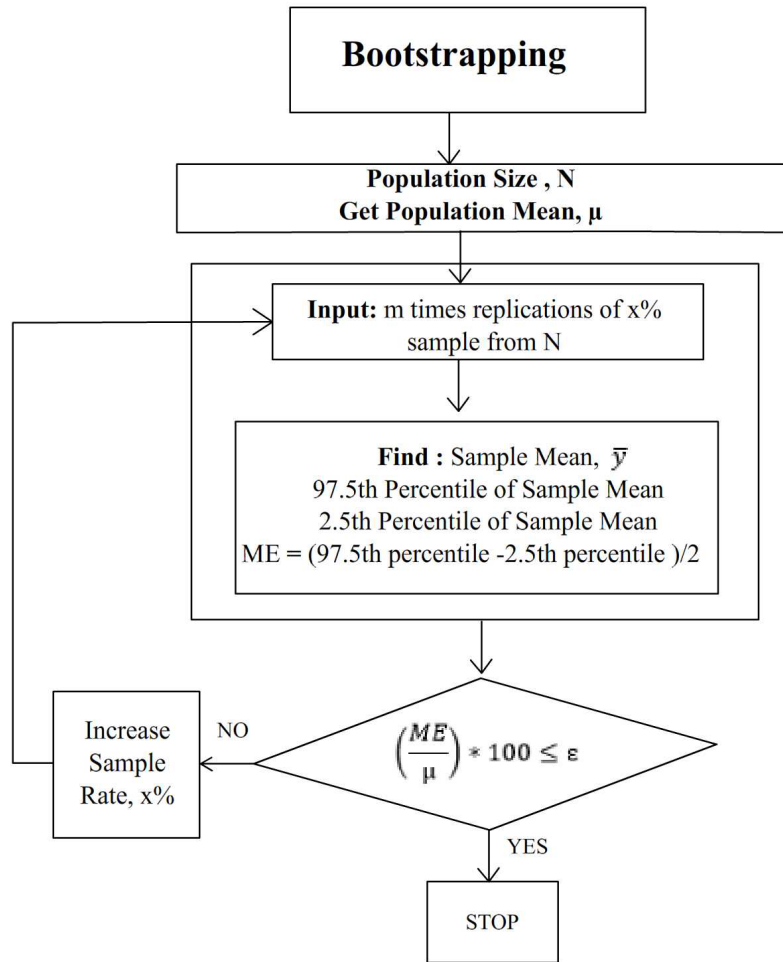 Bootstrapping
Population Size , N
Get Population Mean, μ
Input: m times replications of x%
sample from N
Find : Sample Mean, ȳ
97.5th Percentile of Sample Mean
2.5th Percentile of Sample Mean
ME = (97.5th percentile -2.5th percentile )/2
(ME/μ) * 100 ≤ ε
NO
Increase
Sample
Rate, x%
YES
STOP